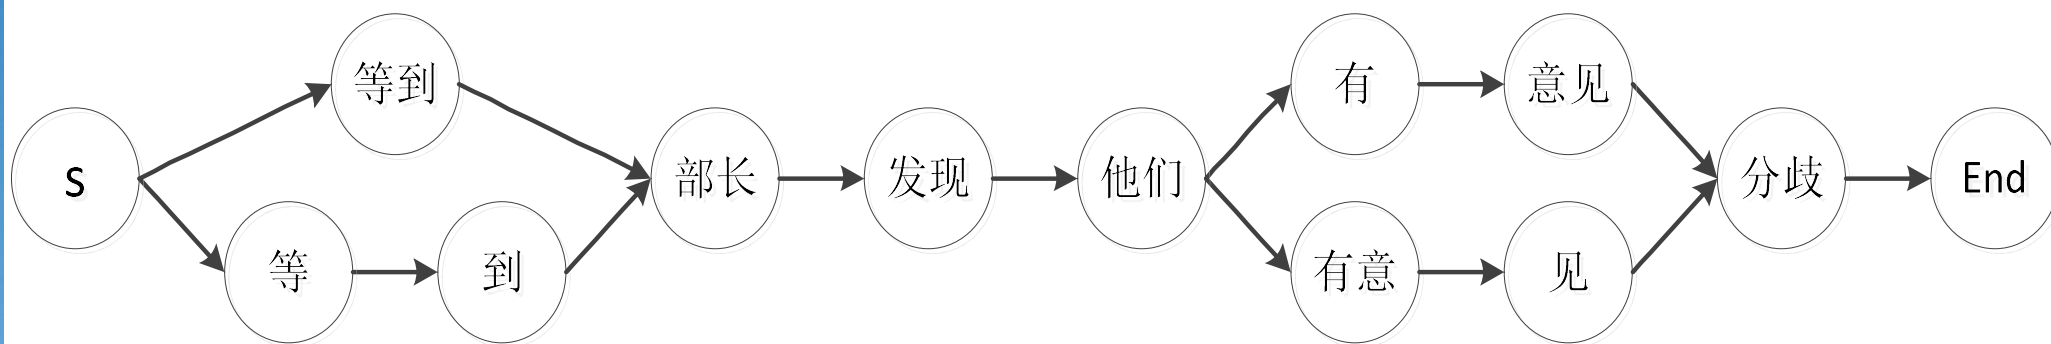 S
等到
等
到
部长
发现
他们
有
意见
有意
见
分歧
End